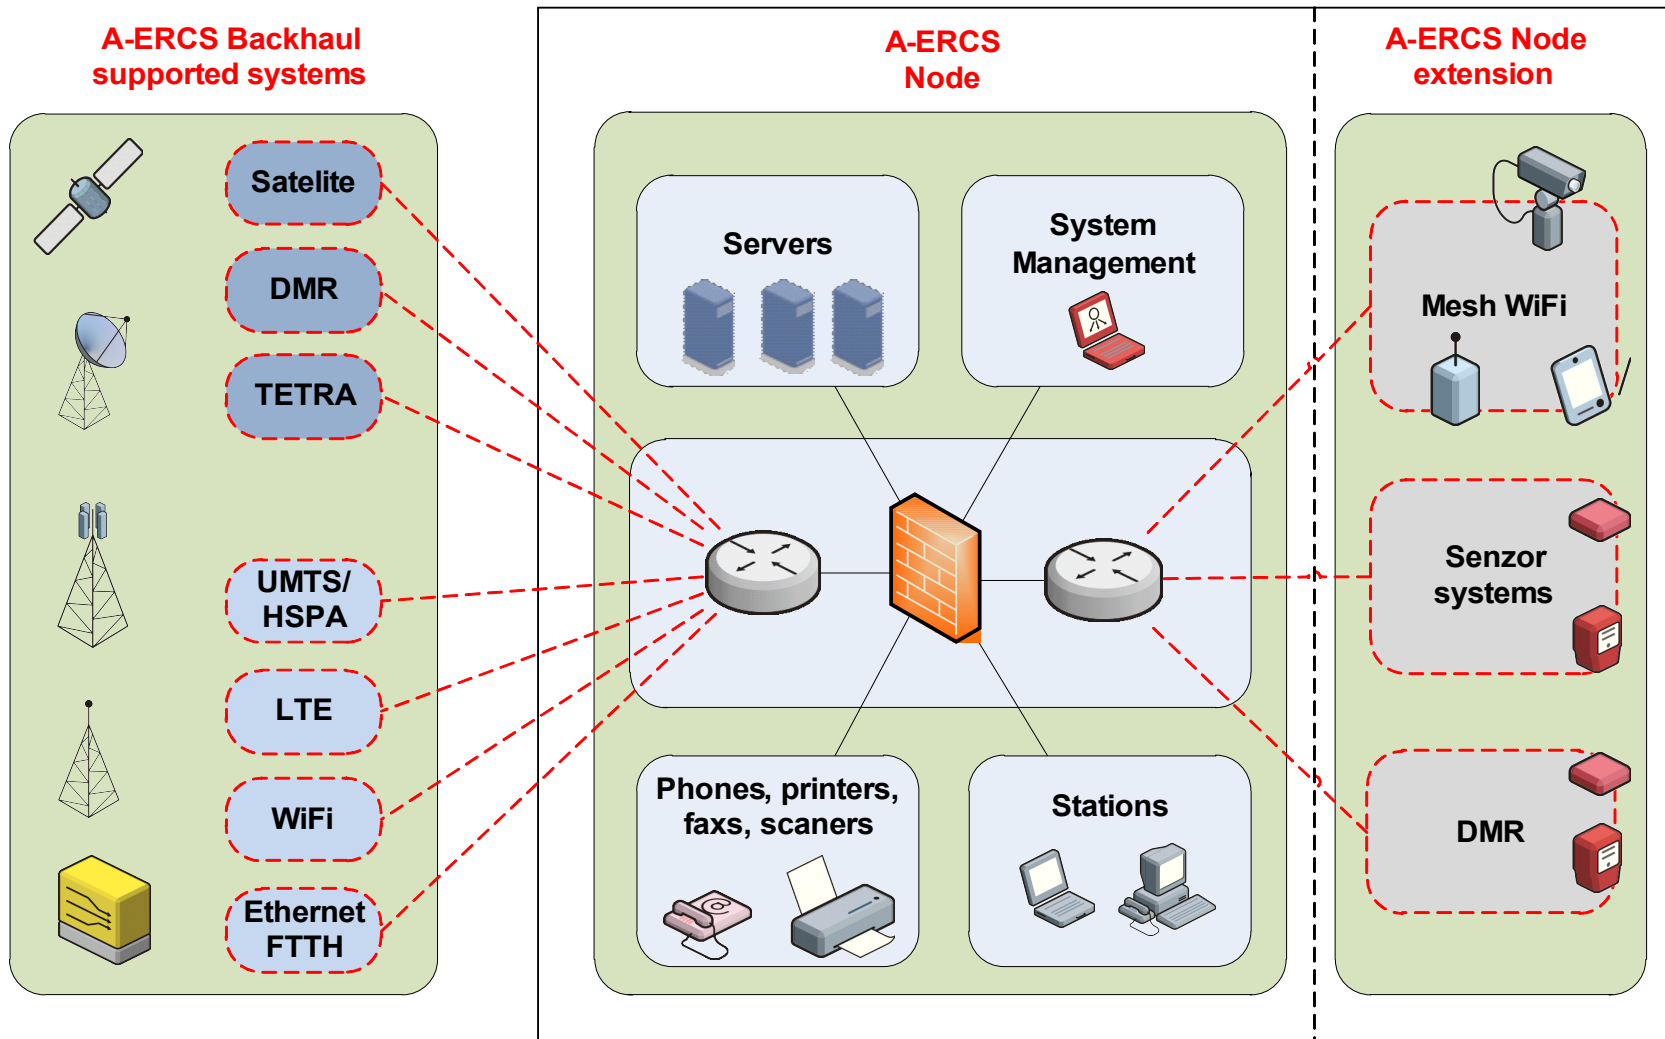 A-ERCS Backhaul
supported systems
Satelite
DMR
TETRA
UMTS/
HSPA
LTE
WiFi
Ethernet
FTTH
A-ERCS
Node
Servers
System
Management
Phones, printers,
faxs, scaners
Stations
A-ERCS Node
extension
Mesh WiFi
Senzor
systems
DMR